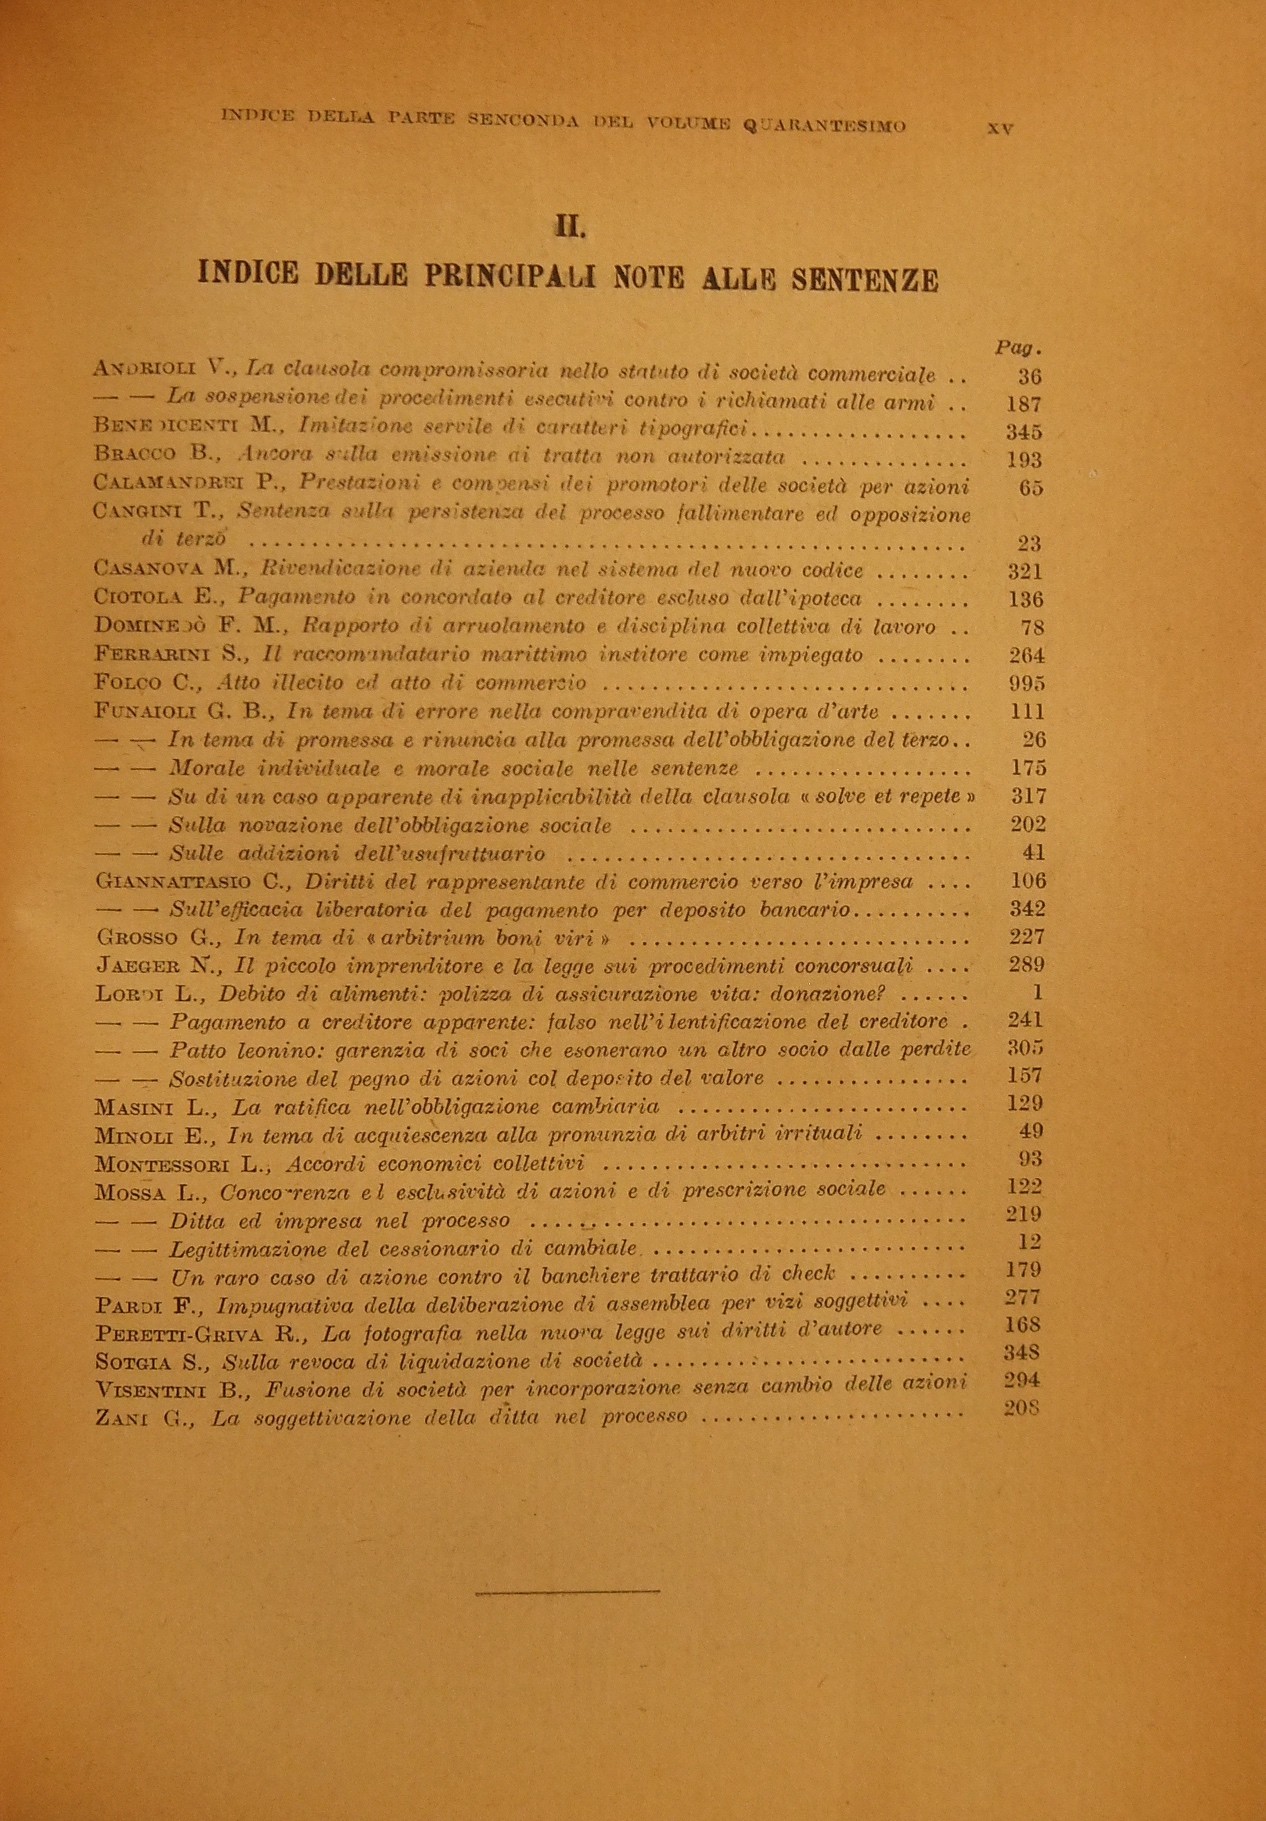 INDICE DELLA PARTE SENCONDA DEL VOLUME QUARANTESIMO XV
II.
INDICE DELLE PRINCIPALI NOTE ALLE SENTENZE
Pag.
ANDRIOLI V., La clausola compromissoria nello statuto di società commerciale .. 36
— — La sospensione dei procedimenti esecutivi contro i richiamati alle armi .. 187
BENEDICENTI M., Imitazione servile di caratteri tipografici.................. 345
BRACCO B., Ancora sulla emissione di tratta non autorizzata .............. 193
CALAMANDREI P., Prestazioni e compensi dei promotori delle società per azioni 65
CANGINI T., Sentenza sulla persistenza del processo fallimentare ed opposizione
di terzo .......................................................... 23
CASANOVA M., Rivendicazione di azienda nel sistema del nuovo codice ........ 321
CIOTOLA E., Pagamento in concordato al creditore escluso dall'ipoteca ........ 136
DOMINEDÒ F. M., Rapporto di arruolamento e disciplina collettiva di lavoro .. 78
FERRARINI S., Il raccomandatario marittimo institore come impiegato ........ 264
FOLCO C., Atto illecito ed atto di commercio .............................. 995
FUNAIOLI G. B., In tema di errore nella compravendita di opera d'arte ....... 111
— — In tema di promessa e rinuncia alla promessa dell'obbligazione del terzo.. 26
— — Morale individuale e morale sociale nelle sentenze .................. 175
— — Su di un caso apparente di inapplicabilità della clausola « solve et repete » 317
— — Sulla novazione dell'obbligazione sociale ............................ 202
— — Sulle addizioni dell'usufruttuario ................................. 41
GIANNATTASIO C., Diritti del rappresentante di commercio verso l'impresa .... 106
— — Sull'efficacia liberatoria del pagamento per deposito bancario.......... 342
GROSSO G., In tema di « arbitrium boni viri » ............................ 227
JAEGER N., Il piccolo imprenditore e la legge sui procedimenti concorsuali .... 289
LORDI L., Debito di alimenti: polizza di assicurazione vita: donazione? ...... 1
— — Pagamento a creditore apparente: falso nell'identificazione del creditore . 241
— — Patto leonino: garenzia di soci che esonerano un altro socio dalle perdite 305
— — Sostituzione del pegno di azioni col deposito del valore ................ 157
MASINI L., La ratifica nell'obbligazione cambiaria ........................ 129
MINOLI E., In tema di acquiescenza alla pronunzia di arbitri irrituali ........ 49
MONTESSORI L., Accordi economici collettivi .............................. 93
MOSSA L., Concorrenza ed esclusività di azioni e di prescrizione sociale ...... 122
— — Ditta ed impresa nel processo .................................... 219
— — Legittimazione del cessionario di cambiale .......................... 12
— — Un raro caso di azione contro il banchiere trattario di check .......... 179
PARDI F., Impugnativa della deliberazione di assemblea per vizi soggettivi .... 277
PERETTI-GRIVA R., La fotografia nella nuova legge sui diritti d'autore ...... 168
SOTGIA S., Sulla revoca di liquidazione di società .......................... 348
VISENTINI B., Fusione di società per incorporazione senza cambio delle azioni 294
ZANI G., La soggettivazione della ditta nel processo ...................... 208